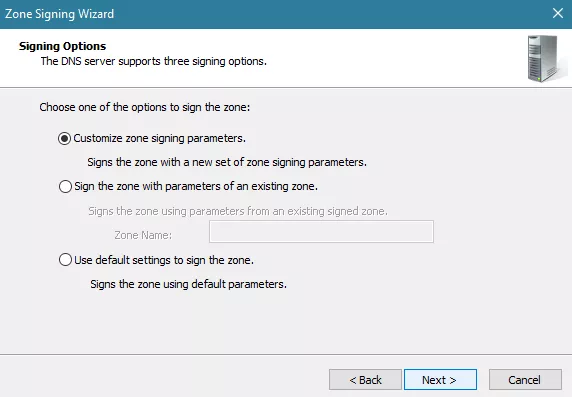 Zone Signing Wizard
Signing Options
The DNS server supports three signing options.
Choose one of the options to sign the zone:
Customize zone signing parameters.
Signs the zone with a new set of zone signing parameters.
Sign the zone with parameters of an existing zone.
Signs the zone using parameters from an existing signed zone.
Zone Name:
Use default settings to sign the zone.
Signs the zone using default parameters.
< Back Next > Cancel